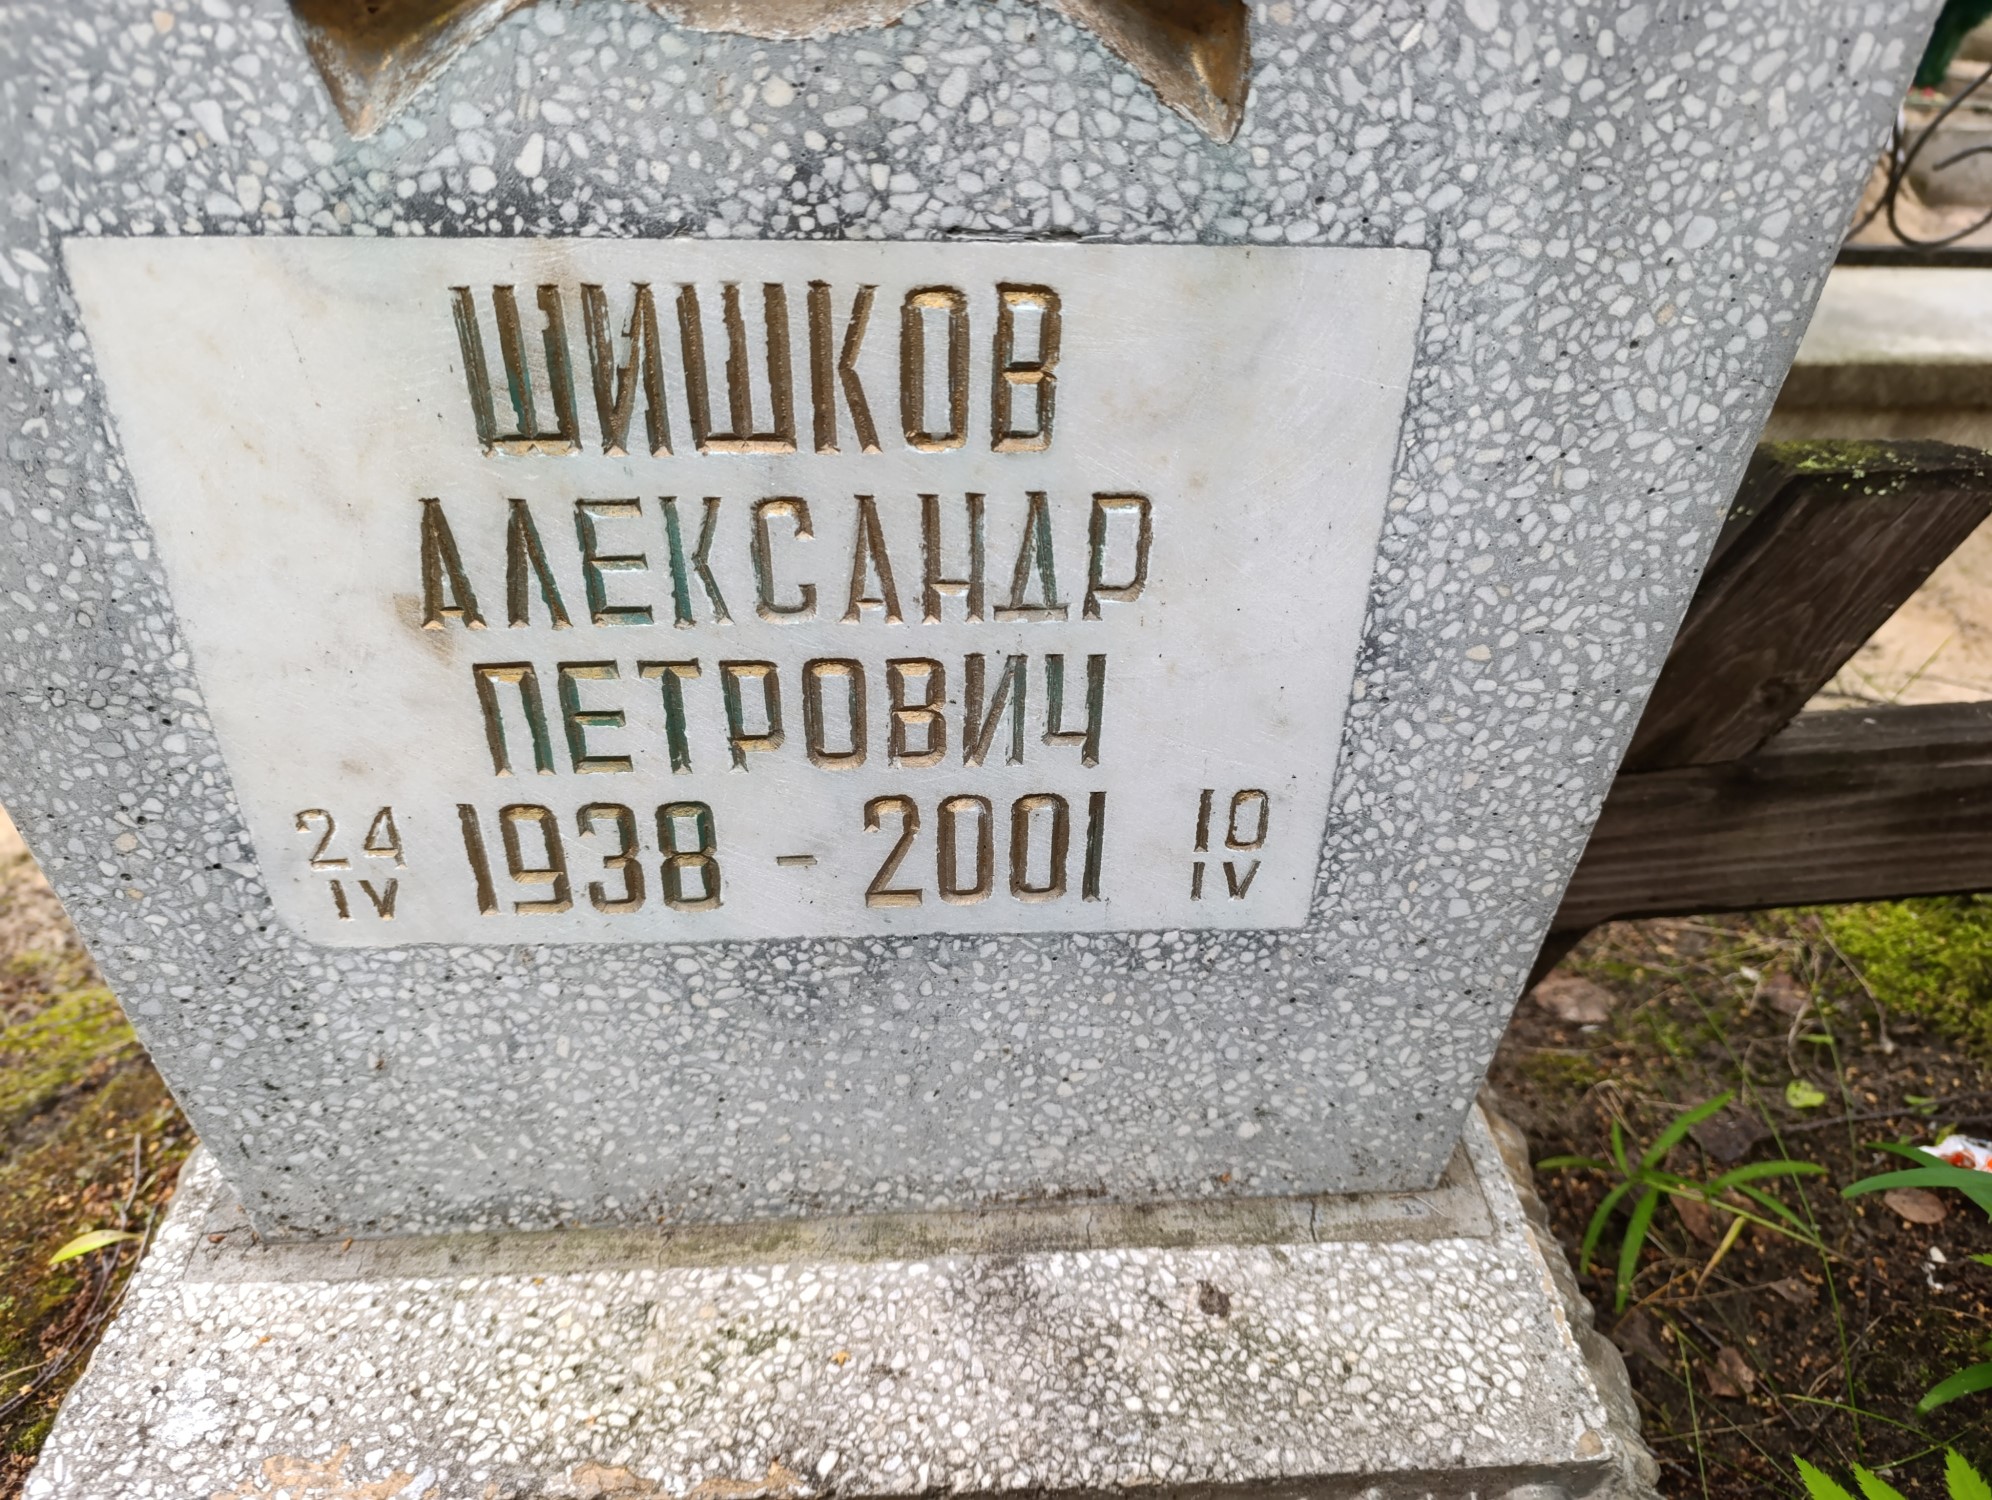 ШИШКОВ
АЛЕКСАНДР
ПЕТРОВИЧ
24 IV 1938 - 2001 10 IV